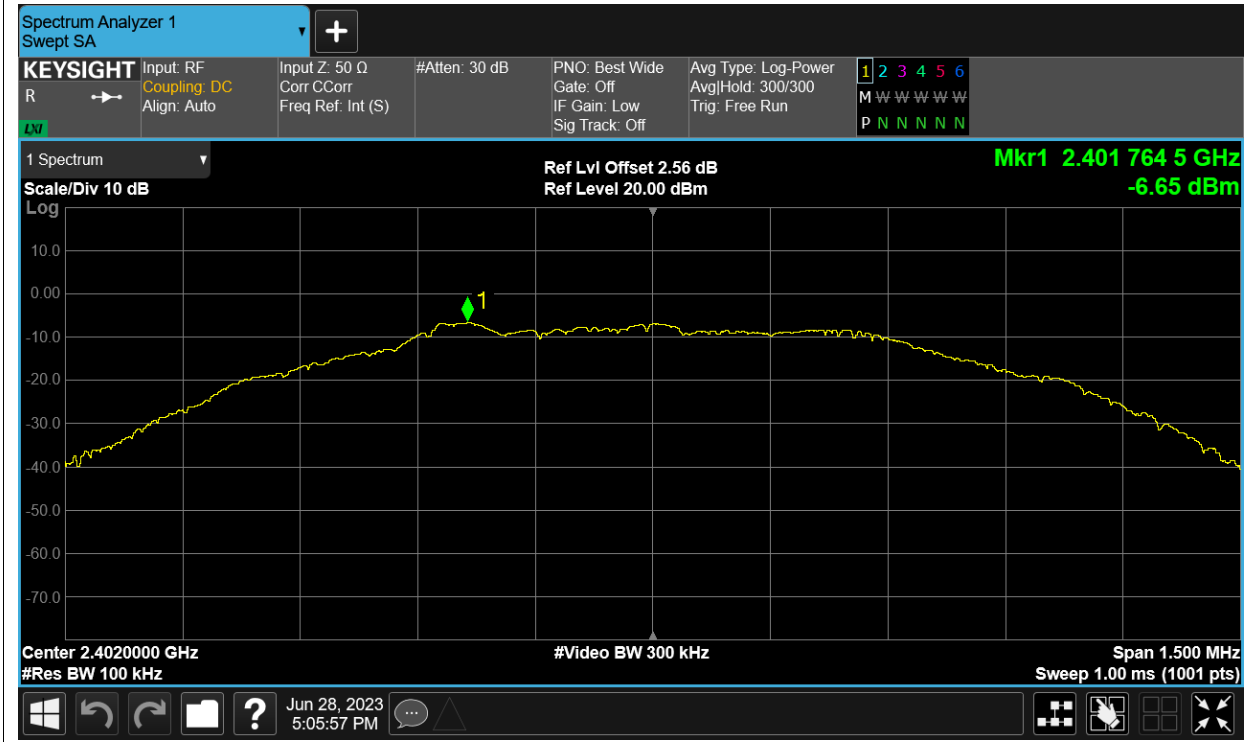 Spectrum Analyzer 1
Swept SA
KEYSIGHT
R
LXI
Input: RF
Coupling: DC
Align: Auto
Input Z: 50 Ω
Corr CCorr
Freq Ref: Int (S)
#Atten: 30 dB
PNO: Best Wide
Gate: Off
IF Gain: Low
Sig Track: Off
Avg Type: Log-Power
Avg|Hold: 300/300
Trig: Free Run
1 2 3 4 5 6
M W W W W W
P N N N N N
1 Spectrum
Scale/Div 10 dB
Ref Lvl Offset 2.56 dB
Ref Level 20.00 dBm
Mkr1 2.401 764 5 GHz
-6.65 dBm
Log
10.0
0.00
-10.0
-20.0
-30.0
-40.0
-50.0
-60.0
-70.0
1
Center 2.4020000 GHz
#Video BW 300 kHz
Span 1.500 MHz
#Res BW 100 kHz
Sweep 1.00 ms (1001 pts)
?
Jun 28, 2023
5:05:57 PM